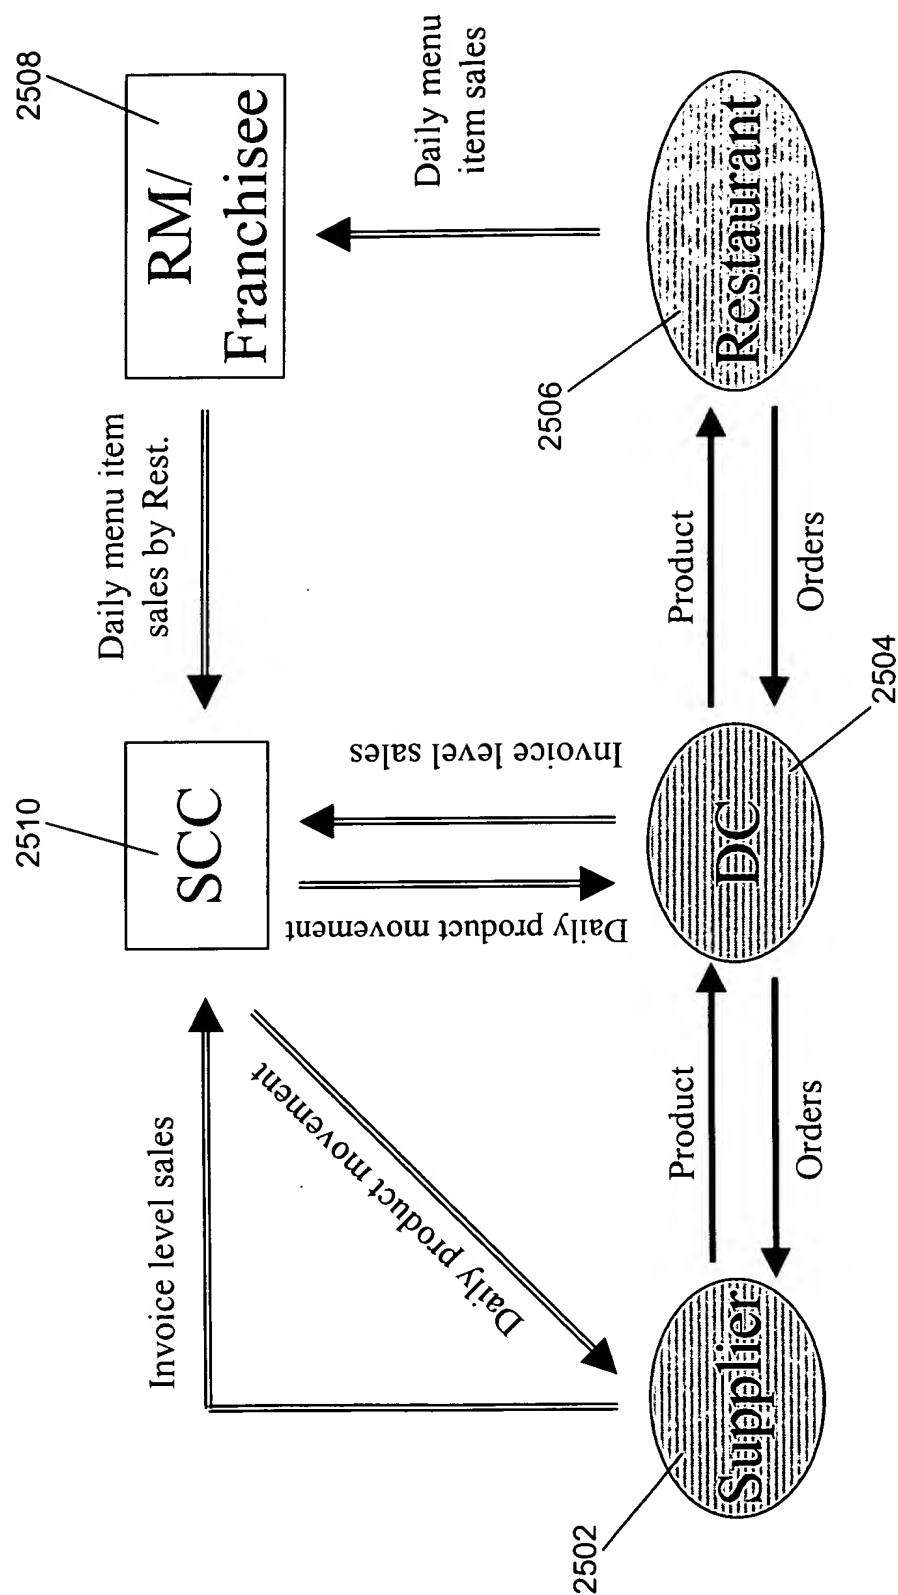 2508
RM/
Franchisee
Daily menu
item sales
2506
Restaurant
Daily menu item
sales by Rest.
Product
Orders
2510
SCC
Invoice level sales
Daily product movement
2504
DC
Invoice level sales
Daily product movement
Product
Orders
2502
Supplier